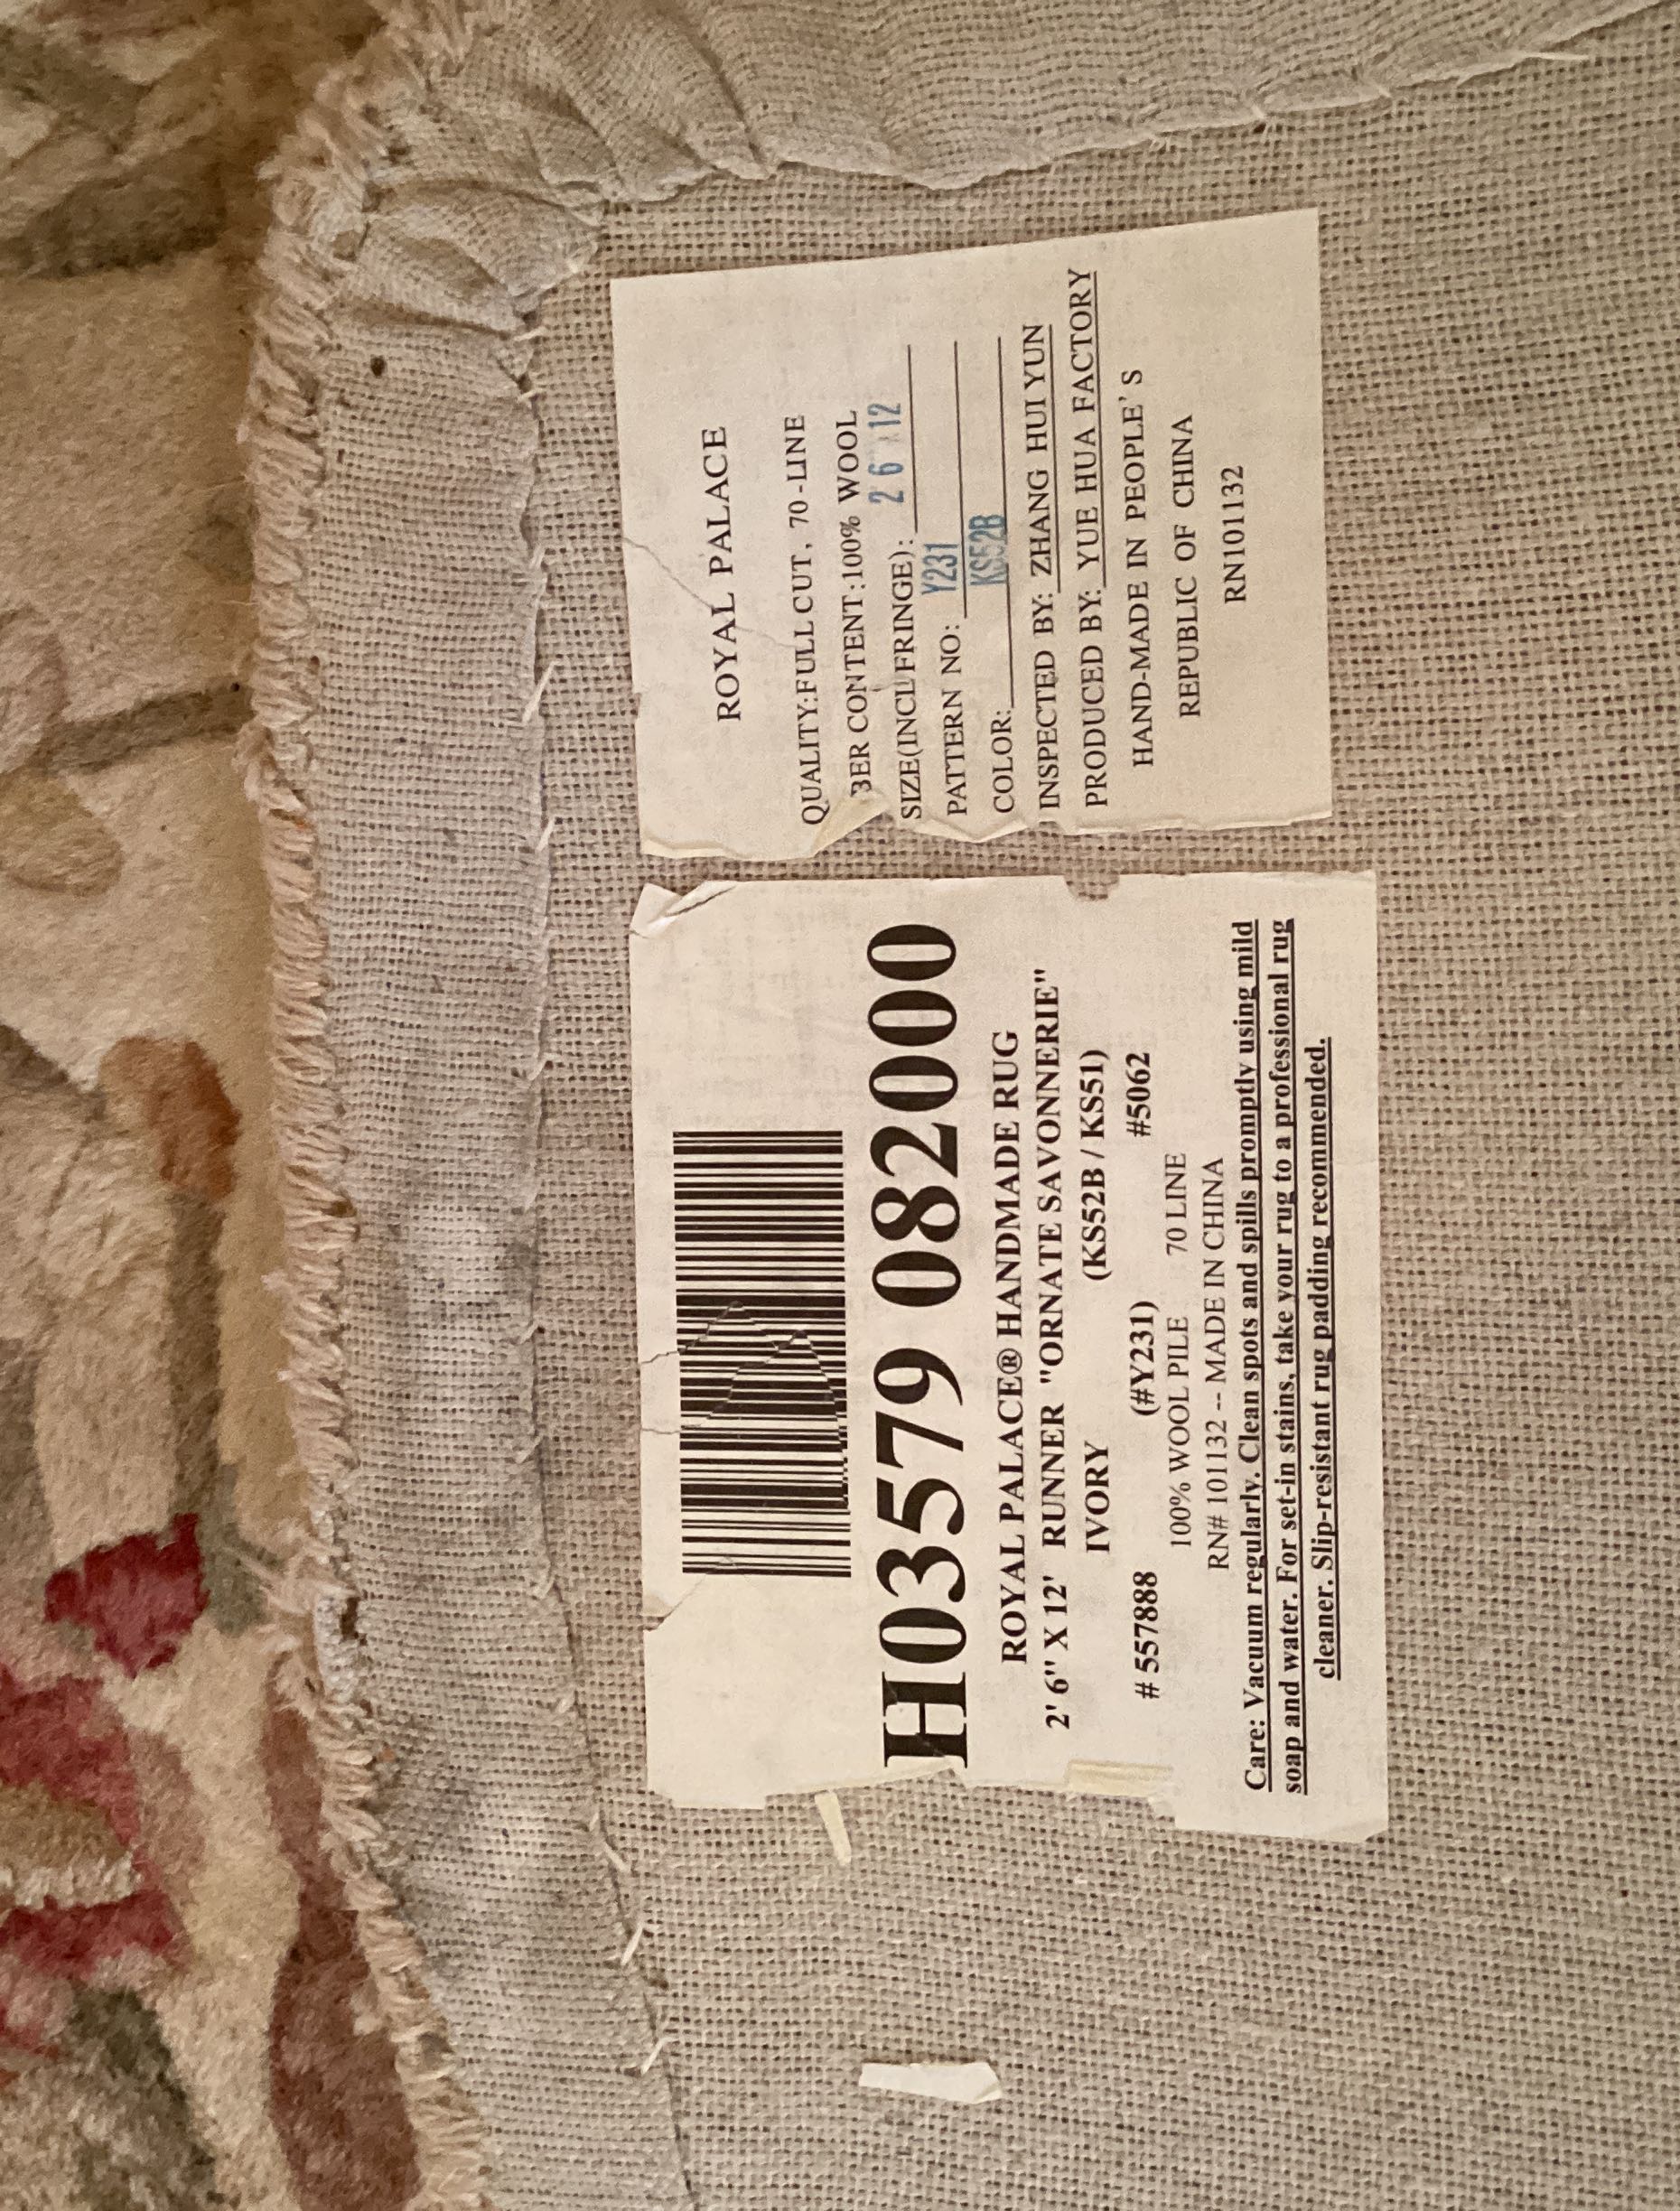 H03579 082000
ROYAL PALACE® HANDMADE RUG
2' 6" X 12' RUNNER "ORNATE SAVONNERIE"
IVORY (KS52B / KS51)
# 557888 (#Y231) #5062
100% WOOL PILE 70 LINE
RN# 101132 -- MADE IN CHINA
Care: Vacuum regularly. Clean spots and spills promptly using mild
soap and water. For set-in stains, take your rug to a professional rug
cleaner. Slip-resistant rug padding recommended.
ROYAL PALACE
QUALITY:FULL CUT, 70-LINE
BER CONTENT:100% WOOL
SIZE(INCL/FRINGE): 26 x 12
PATTERN NO: Y231
COLOR: KS52B
INSPECTED BY: ZHANG HUI YUN
PRODUCED BY: YUE HUA FACTORY
HAND-MADE IN PEOPLE'S
REPUBLIC OF CHINA
RN101132